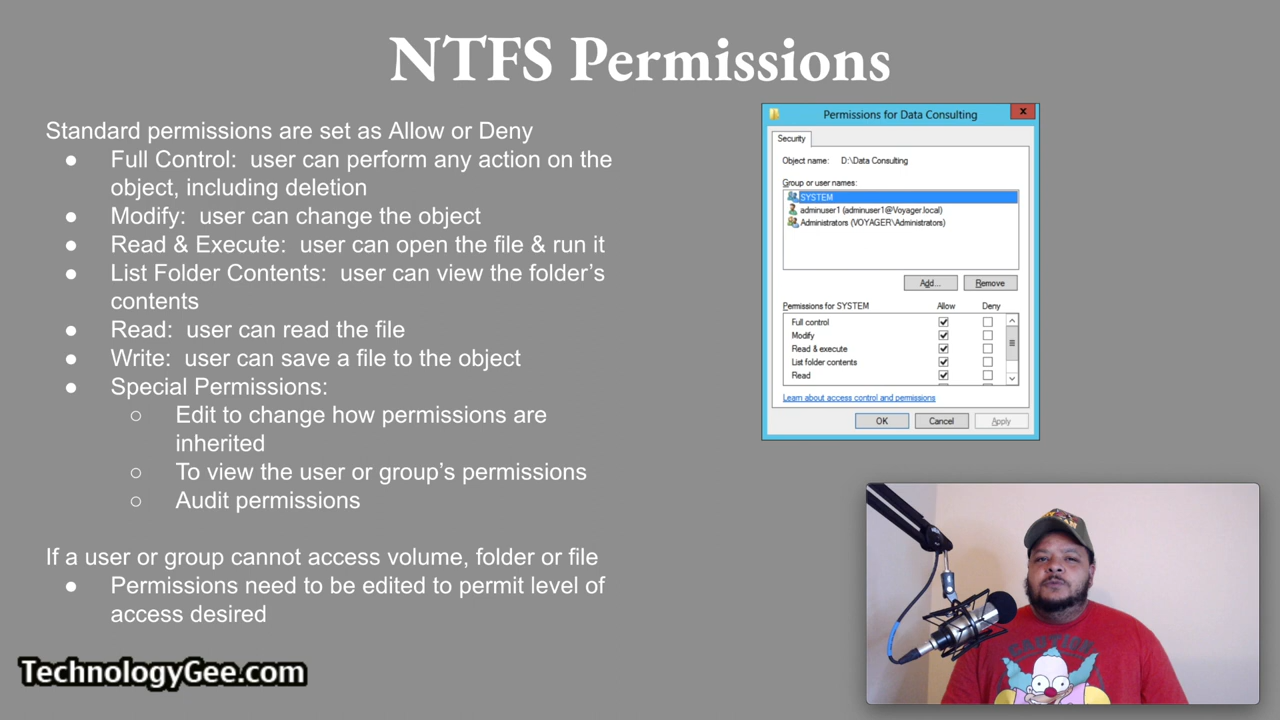 NTFS Permissions
Standard permissions are set as Allow or Deny
● Full Control: user can perform any action on the
object, including deletion
● Modify: user can change the object
● Read & Execute: user can open the file & run it
● List Folder Contents: user can view the folder's
contents
● Read: user can read the file
● Write: user can save a file to the object
● Special Permissions:
○ Edit to change how permissions are
inherited
○ To view the user or group's permissions
○ Audit permissions
If a user or group cannot access volume, folder or file
● Permissions need to be edited to permit level of
access desired
Permissions for Data Consulting
Security
Object name: D:\Data Consulting
Group or user names:
SYSTEM
adminuser1 (adminuser1@Voyager.local)
Administrators (VOYAGER\Administrators)
Add... Remove
Permissions for SYSTEM Allow Deny
Full control
Modify
Read & execute
List folder contents
Read
Learn about access control and permissions
OK Cancel Apply
CAUTION
TechnologyGee.com